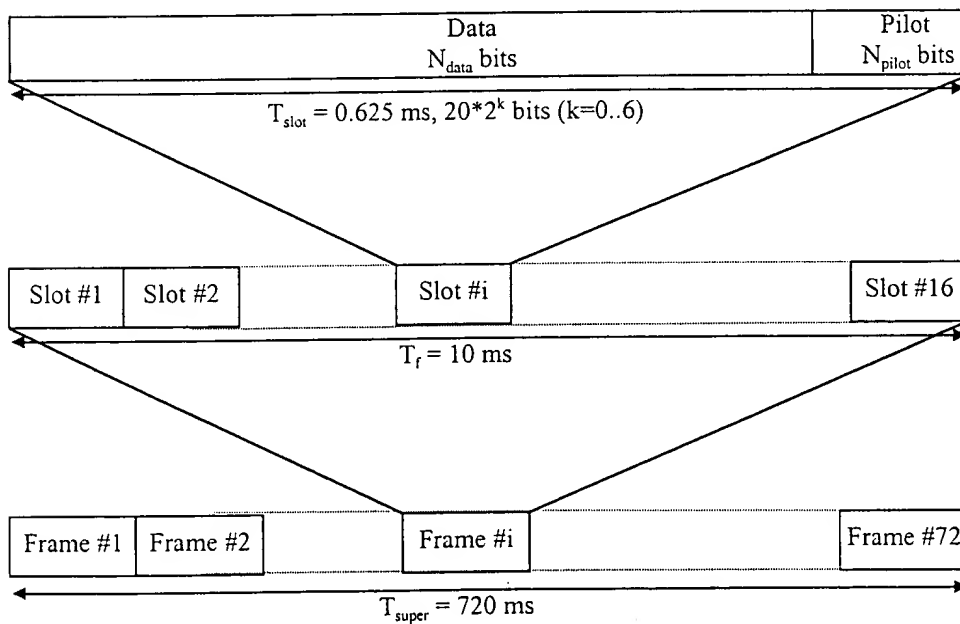 Data
N_data bits
Pilot
N_pilot bits
T_slot = 0.625 ms, 20*2^k bits (k=0..6)
Slot #1
Slot #2
Slot #i
Slot #16
T_f = 10 ms
Frame #1
Frame #2
Frame #i
Frame #72
T_super = 720 ms